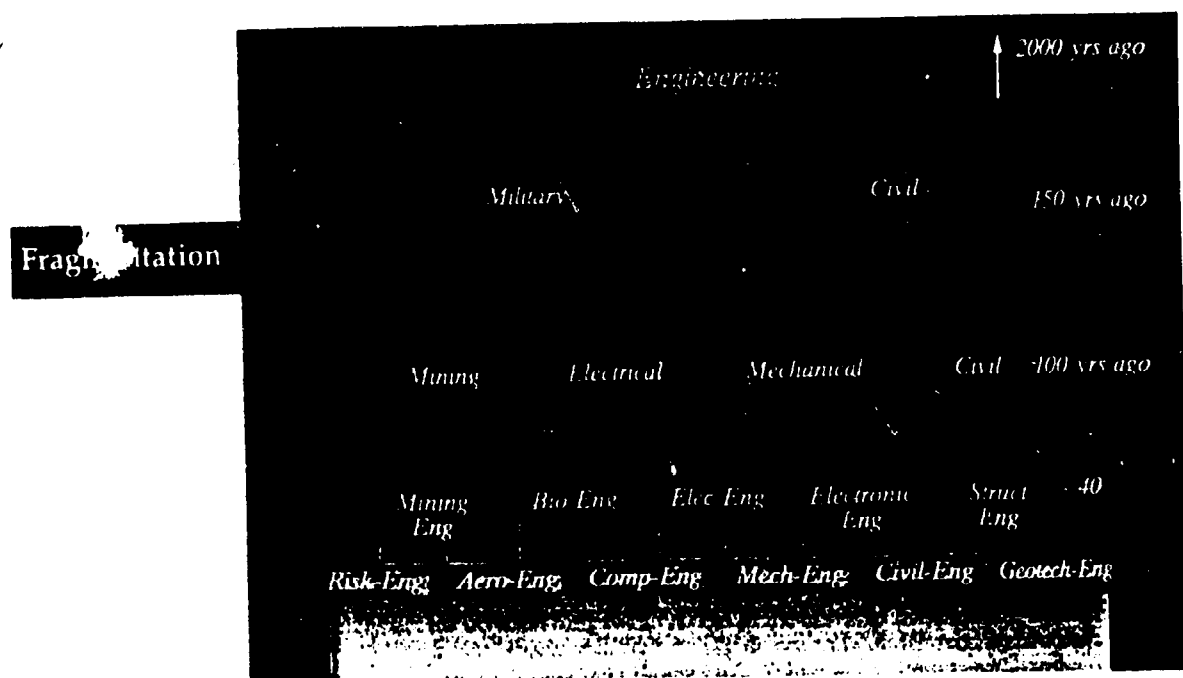 2000 yrs ago
Engineering
Military
Civil
150 yrs ago
Mining
Electrical
Mechanical
Civil
100 yrs ago
Mining
Eng
Bio Eng
Elec Eng
Electronic
Eng
Struct
Eng
40
Risk-Eng
Aero-Eng
Comp-Eng
Mech-Eng
Civil-Eng
Geotech-Eng